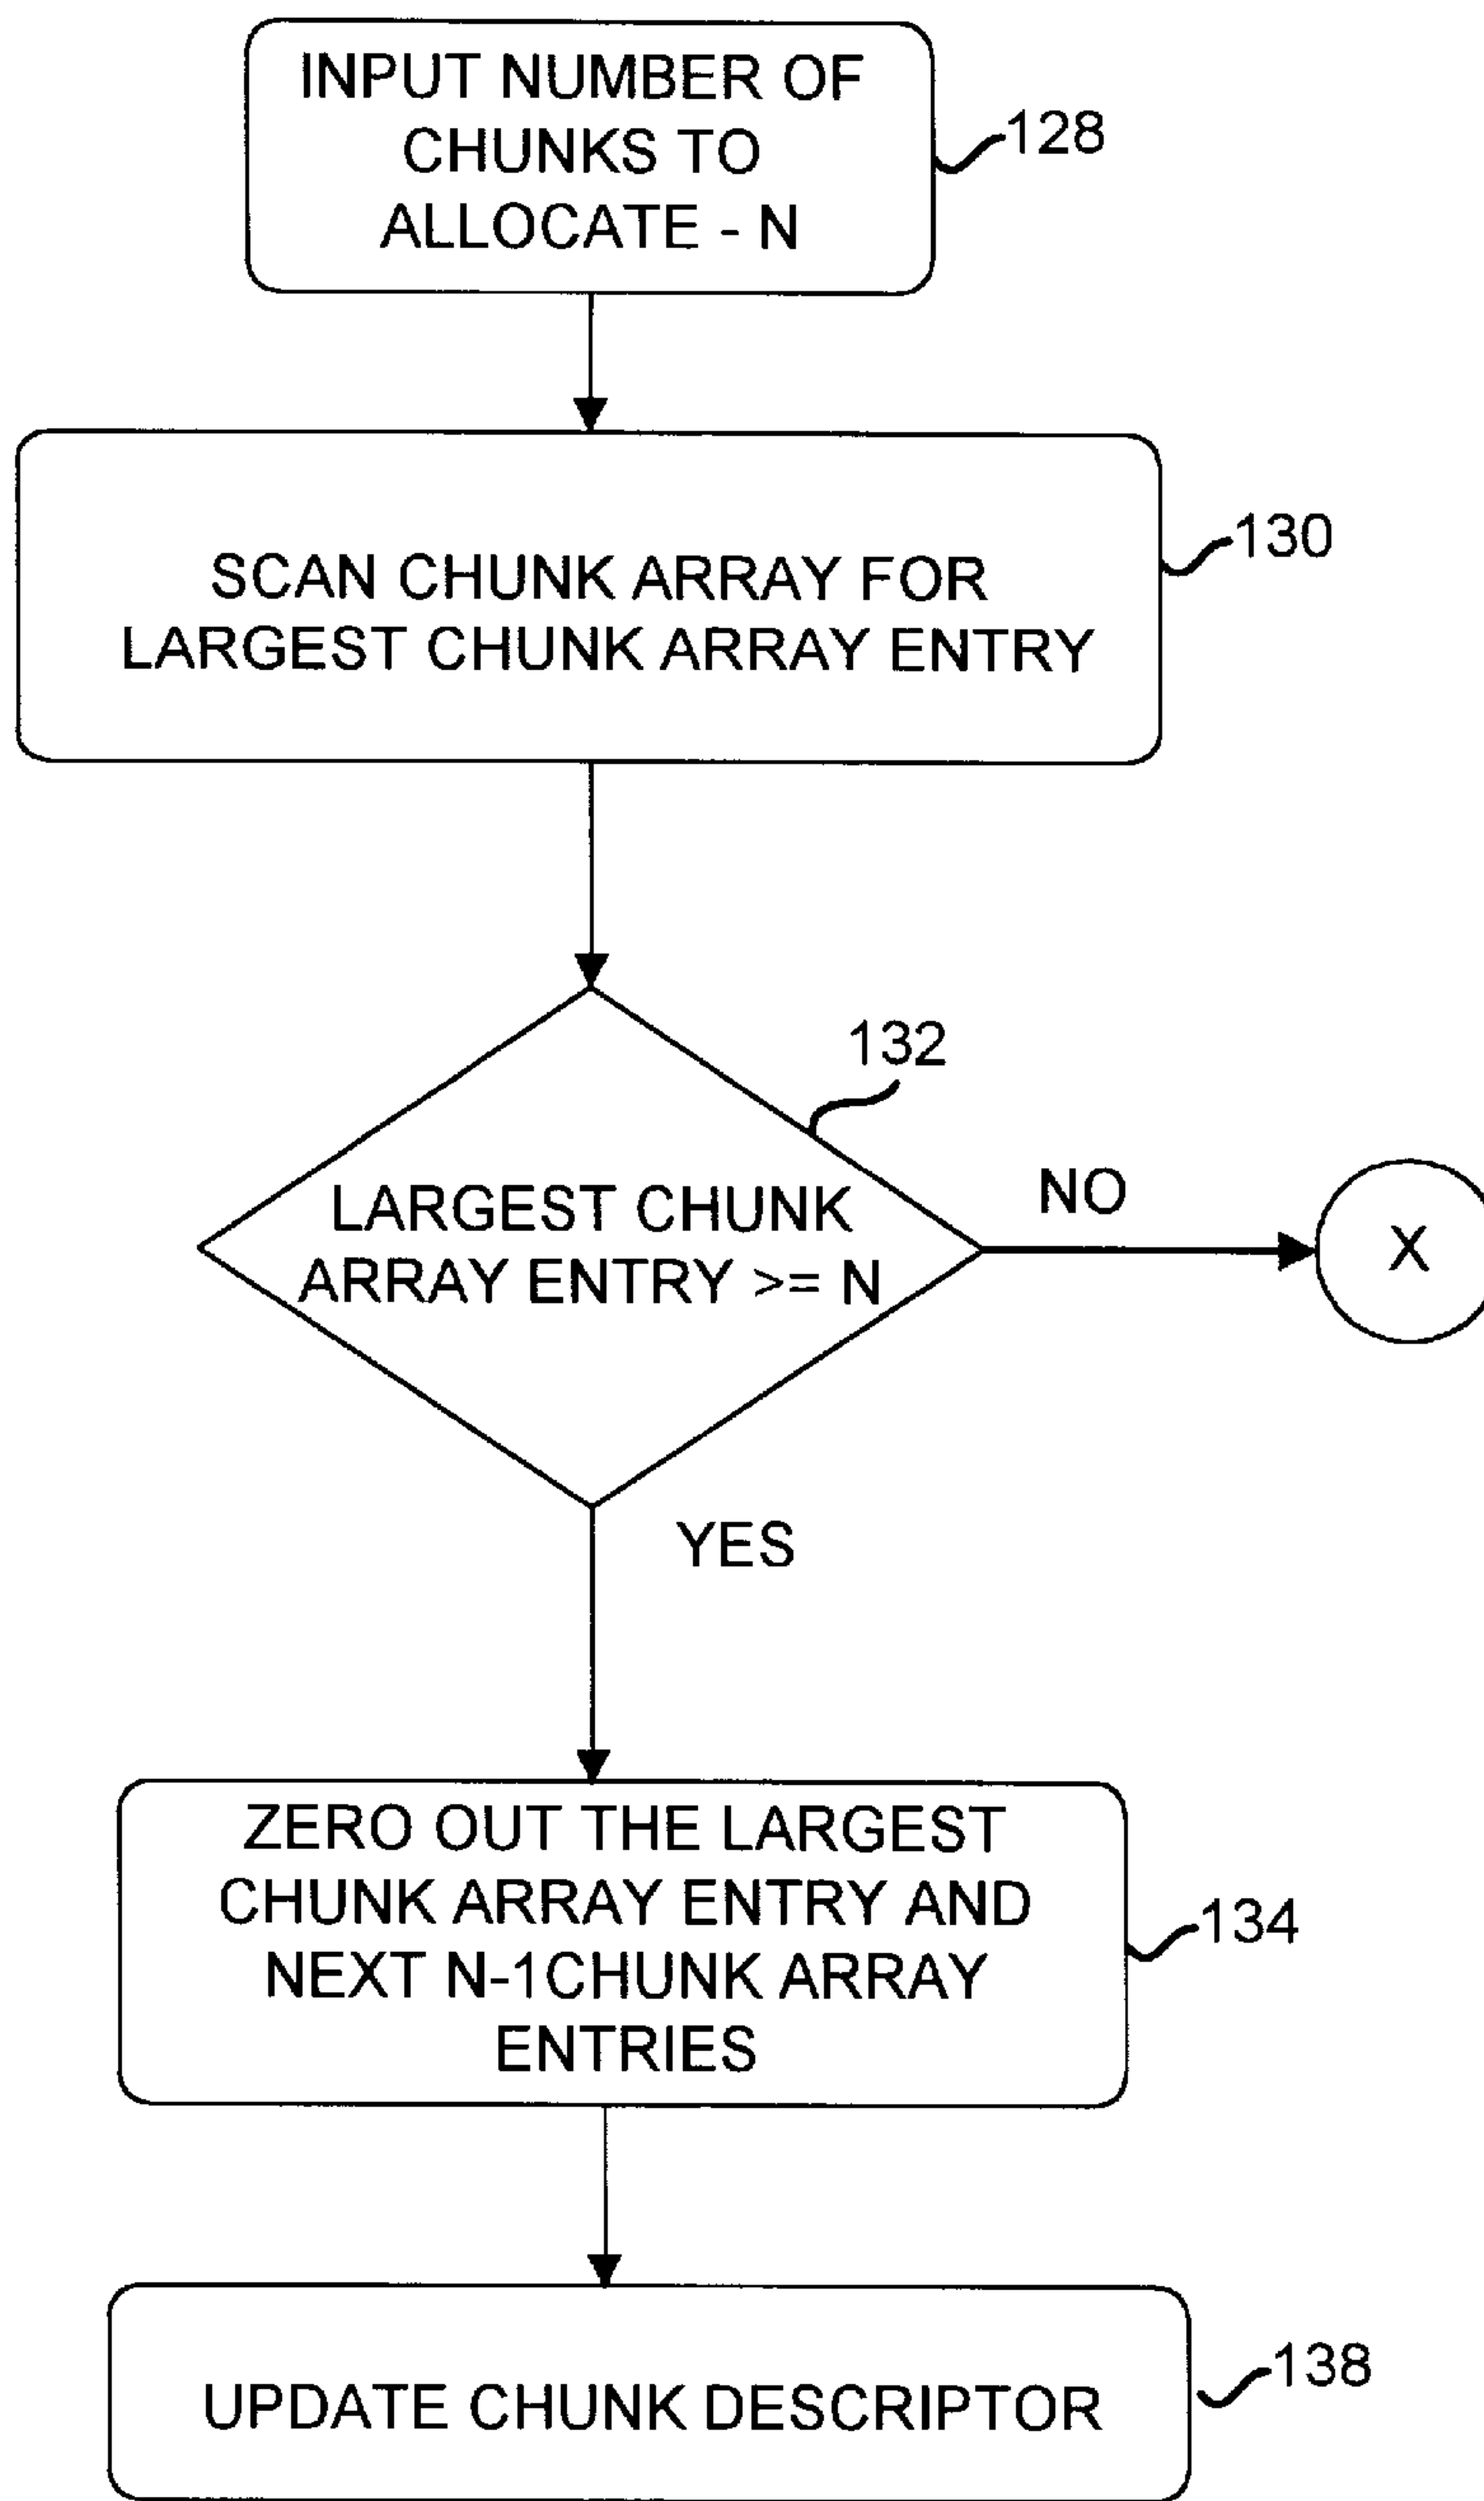 INPUT NUMBER OF
CHUNKS TO
ALLOCATE - N
128
SCAN CHUNK ARRAY FOR
LARGEST CHUNK ARRAY ENTRY
130
132
LARGEST CHUNK
ARRAY ENTRY >= N
NO
X
YES
ZERO OUT THE LARGEST
CHUNK ARRAY ENTRY AND
NEXT N-1CHUNK ARRAY
ENTRIES
134
UPDATE CHUNK DESCRIPTOR
138